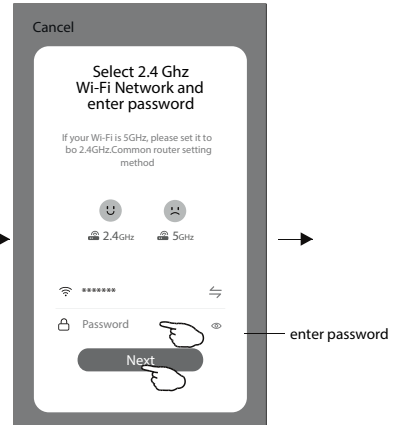 Cancel
Select 2.4 Ghz
Wi-Fi Network and
enter password
If your Wi-Fi is 5GHz, please set it to
bo 2.4GHz.Common router setting
method
2.4GHz 5GHz
*******
Password
enter password
Next